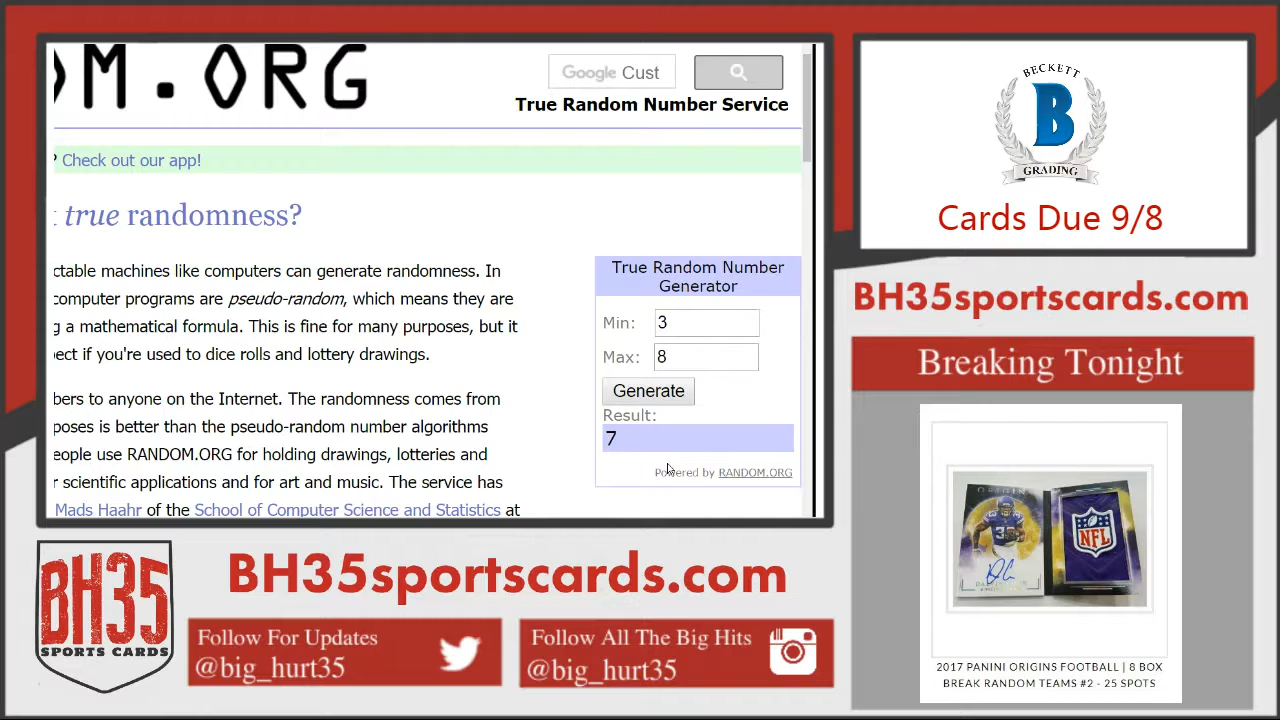 OM.ORG
Google Cust
True Random Number Service
? Check out our app!
true randomness?
ctable machines like computers can generate randomness. In
computer programs are pseudo-random, which means they are
g a mathematical formula. This is fine for many purposes, but it
ect if you're used to dice rolls and lottery drawings.
bers to anyone on the Internet. The randomness comes from
poses is better than the pseudo-random number algorithms
eople use RANDOM.ORG for holding drawings, lotteries and
r scientific applications and for art and music. The service has
Mads Haahr of the School of Computer Science and Statistics at
True Random Number
Generator
Min: 3
Max: 8
Generate
Result:
7
Powered by RANDOM.ORG
BECKETT
B
GRADING
Cards Due 9/8
BH35sportscards.com
Breaking Tonight
ORIGINS
NFL
2017 PANINI ORIGINS FOOTBALL | 8 BOX
BREAK RANDOM TEAMS #2 - 25 SPOTS
BH35
SPORTS CARDS
BH35sportscards.com
Follow For Updates
@big_hurt35
Follow All The Big Hits
@big_hurt35